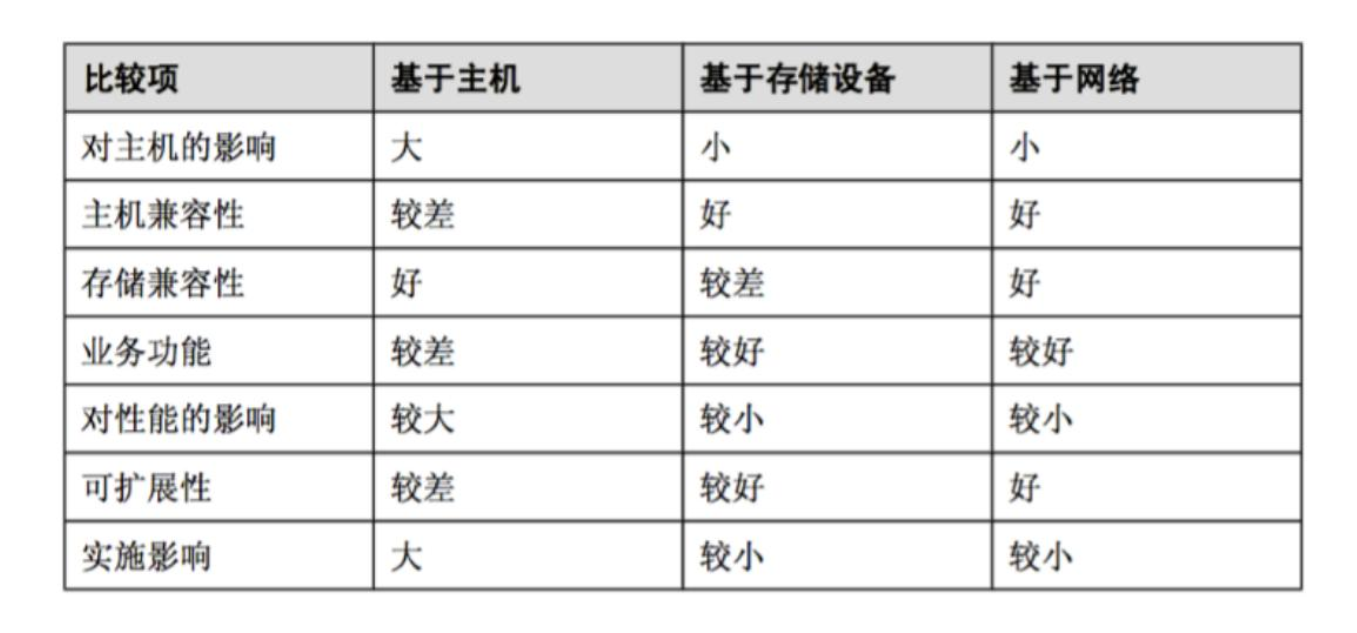 比较项 基于主机 基于存储设备 基于网络
对主机的影响 大 小 小
主机兼容性 较差 好 好
存储兼容性 好 较差 好
业务功能 较差 较好 较好
对性能的影响 较大 较小 较小
可扩展性 较差 较好 好
实施影响 大 较小 较小